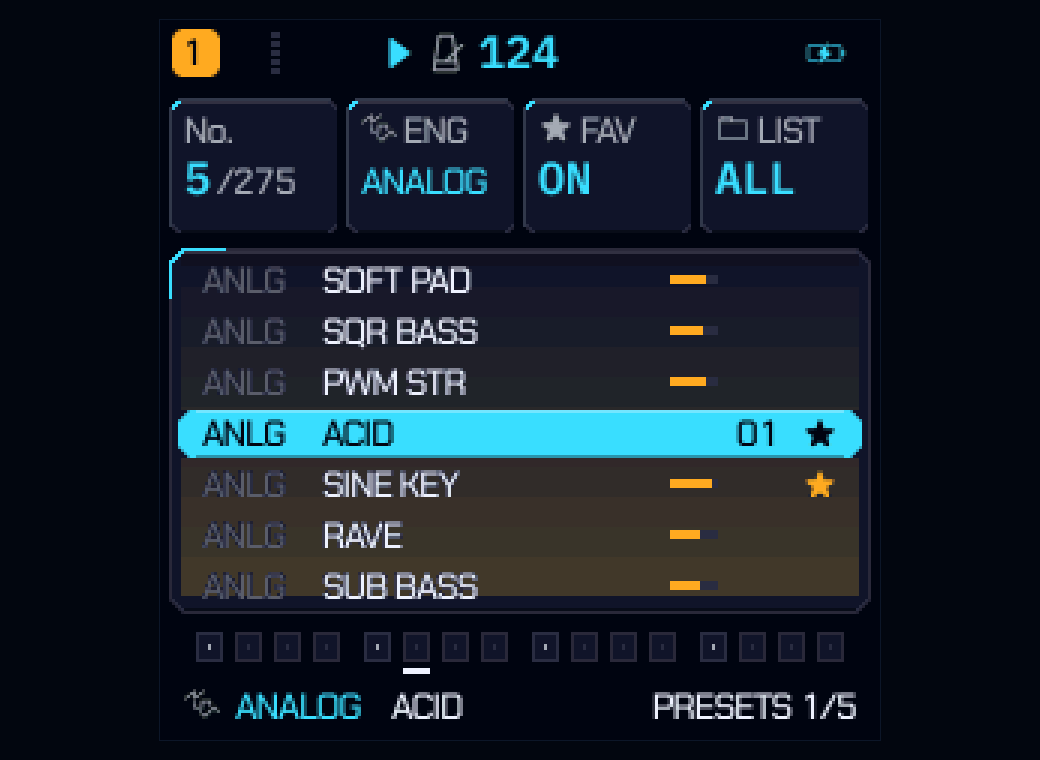 1 124
No. ENG FAV LIST
5/275 ANALOG ON ALL
ANLG SOFT PAD
ANLG SQR BASS
ANLG PWM STR
ANLG ACID 01
ANLG SINE KEY
ANLG RAVE
ANLG SUB BASS
ANALOG ACID PRESETS 1/5